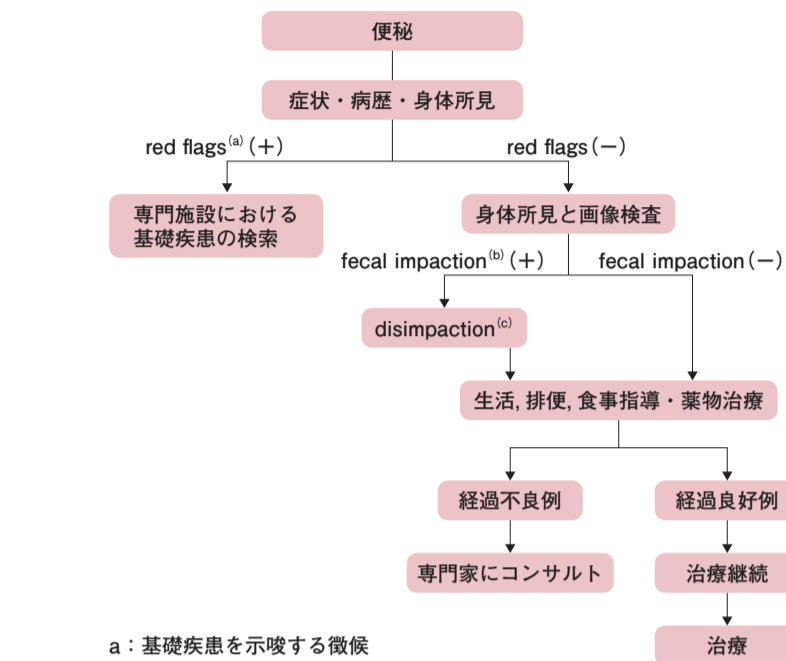 便秘
症状・病歴・身体所見
red flags(a)(＋)
red flags(－)
専門施設における
基礎疾患の検索
身体所見と画像検査
fecal impaction(b)(＋)
fecal impaction(－)
disimpaction(c)
生活, 排便, 食事指導・薬物治療
経過不良例
経過良好例
専門家にコンサルト
治療継続
治療
a：基礎疾患を示唆する徴候